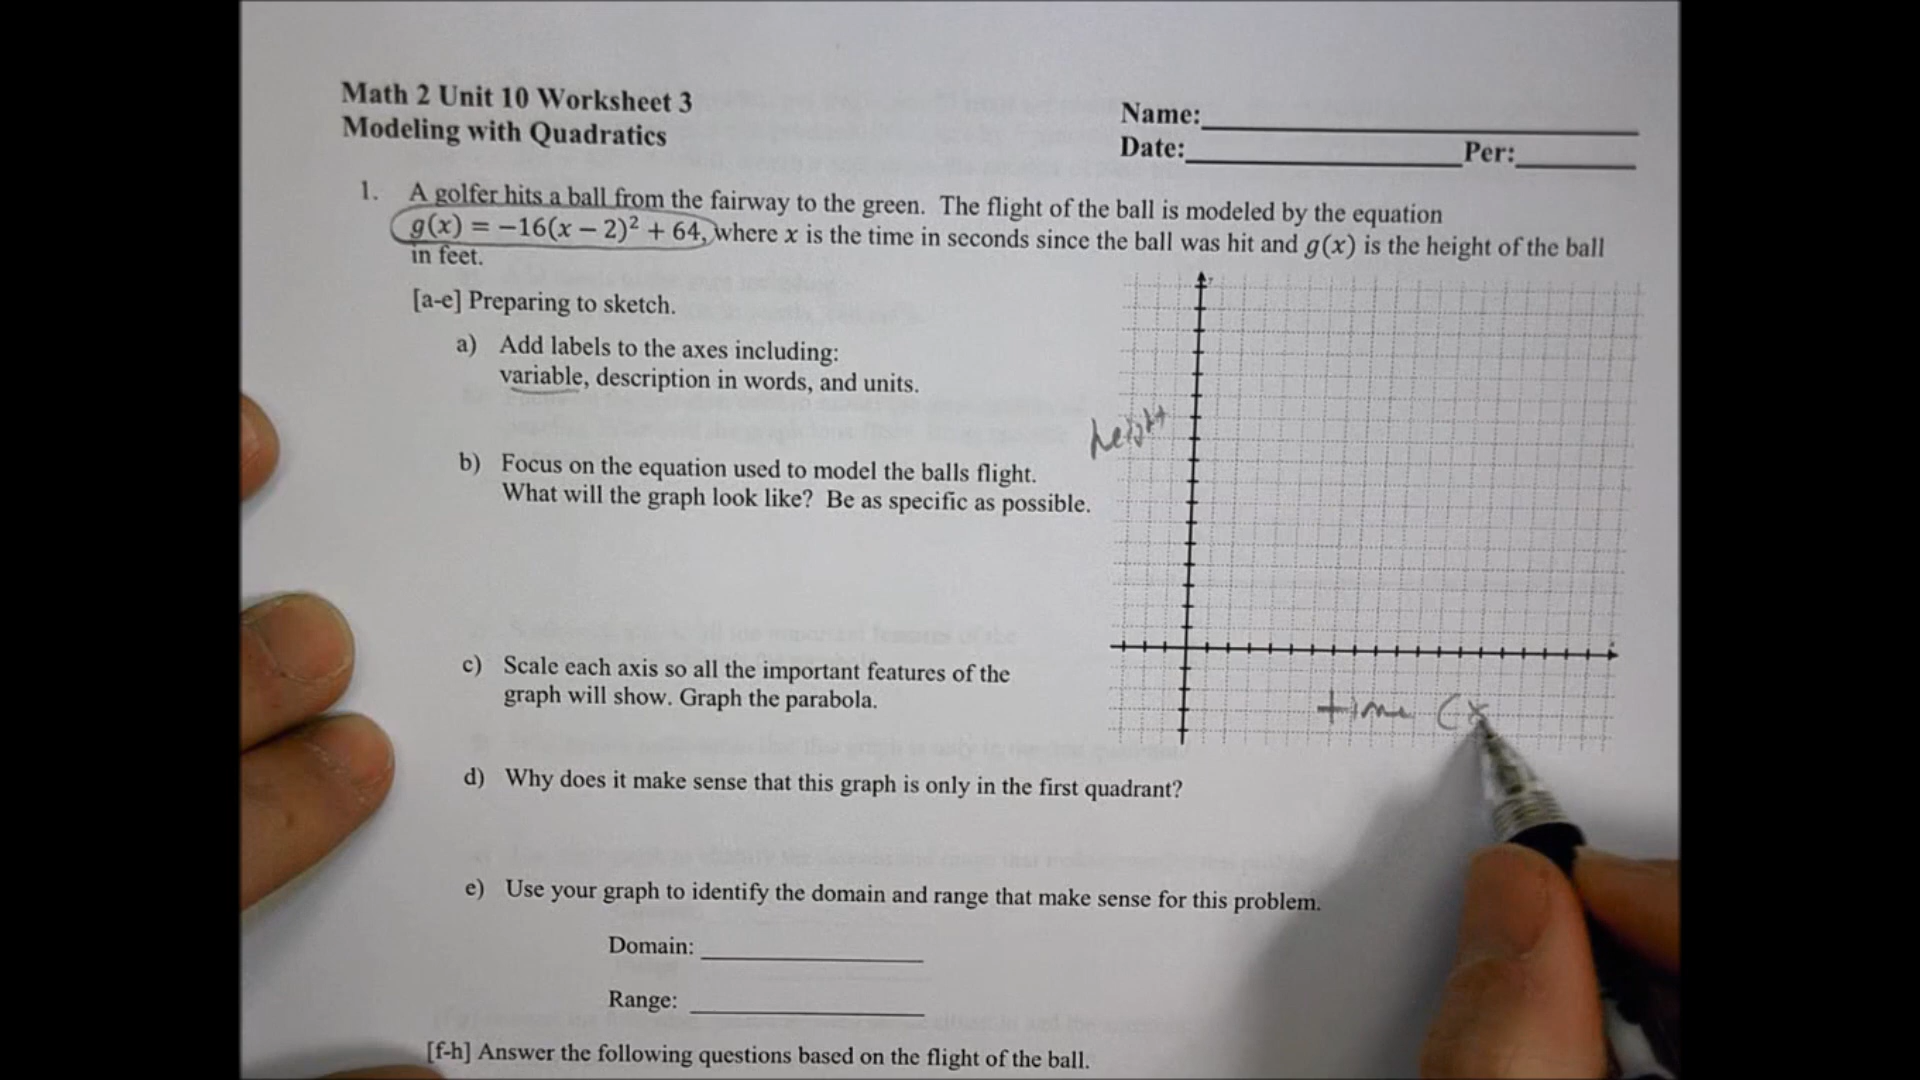 Math 2 Unit 10 Worksheet 3
Modeling with Quadratics
Name:
Date: Per:
1. A golfer hits a ball from the fairway to the green. The flight of the ball is modeled by the equation
g(x) = −16(x − 2)² + 64, where x is the time in seconds since the ball was hit and g(x) is the height of the ball
in feet.
[a-e] Preparing to sketch.
a) Add labels to the axes including:
variable, description in words, and units.
height
b) Focus on the equation used to model the balls flight.
What will the graph look like? Be as specific as possible.
c) Scale each axis so all the important features of the
graph will show. Graph the parabola.
time (x
d) Why does it make sense that this graph is only in the first quadrant?
e) Use your graph to identify the domain and range that make sense for this problem.
Domain:
Range:
[f-h] Answer the following questions based on the flight of the ball.